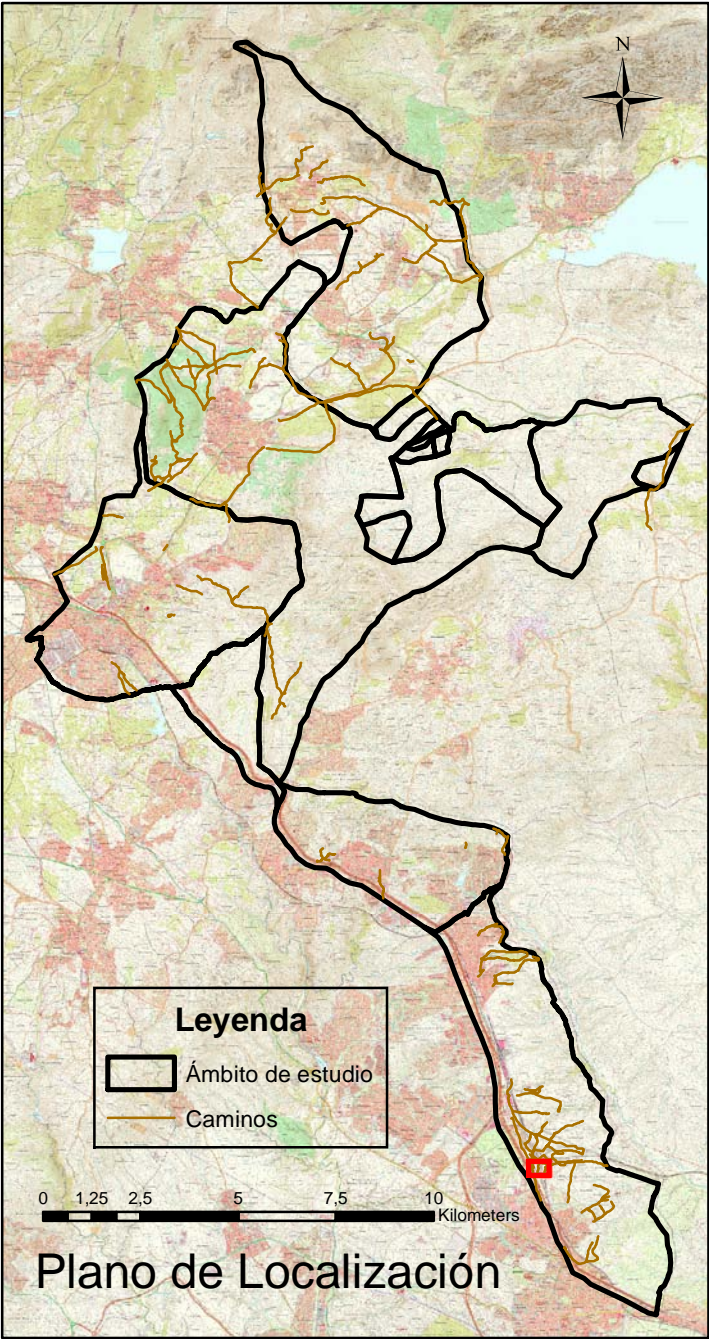 N
Leyenda
Ámbito de estudio
Caminos
0 1,25 2,5 5 7,5 10
Kilometers
Plano de Localización